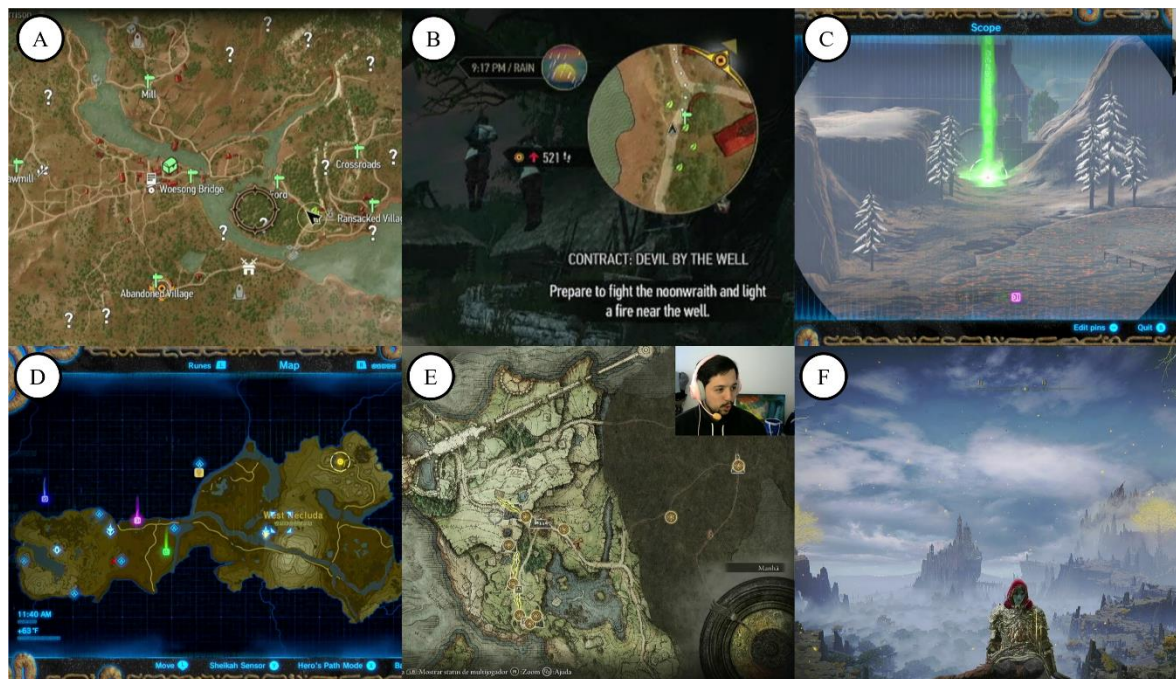 A
Mill
Crossroads
Woesong Bridge
Abandoned Village
B
9:17 PM / RAIN
521
CONTRACT: DEVIL BY THE WELL
Prepare to fight the noonwraith and light
a fire near the well.
C
Scope
Edit pins
Quit
D
Runes L
Map
R
West Necluda
11:40 AM
+63°F
Move
Sheikah Sensor
Hero's Path Mode
E
Manhã
Mostrar status de multijogador
Zoom
Ajuda
F